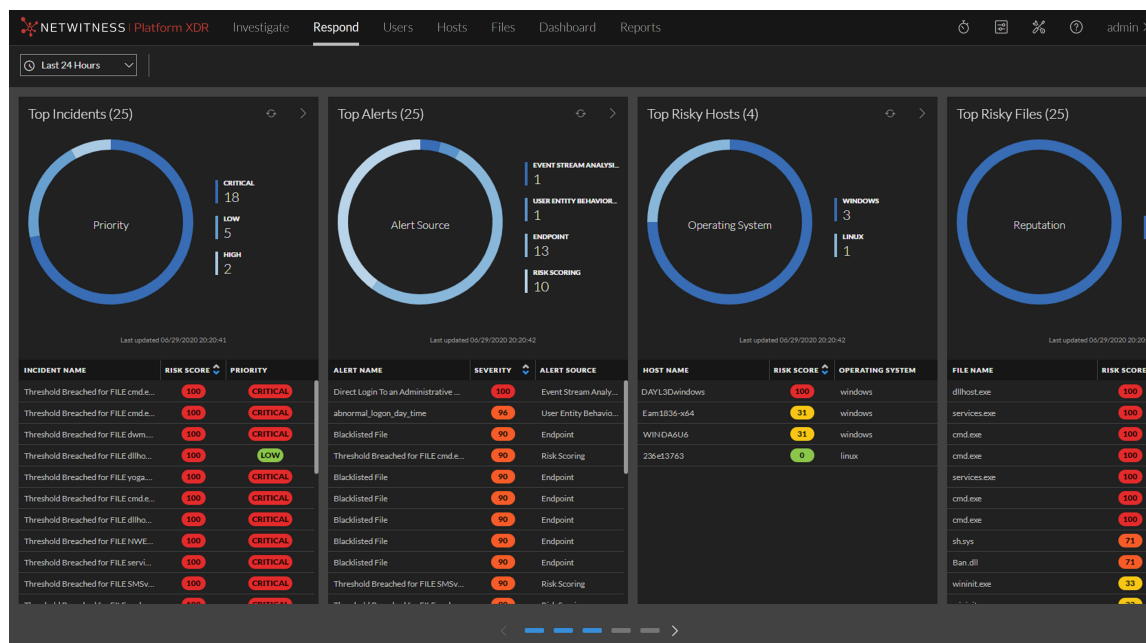 NETWITNESS | Platform XDR Investigate Respond Users Hosts Files Dashboard Reports admin
Last 24 Hours
Top Incidents (25)
Priority
CRITICAL
18
LOW
5
HIGH
2
Last updated 06/29/2020 20:20:41
INCIDENT NAME RISK SCORE PRIORITY
Threshold Breached for FILE cmd.e... 100 CRITICAL
Threshold Breached for FILE cmd.e... 100 CRITICAL
Threshold Breached for FILE dwm.... 100 CRITICAL
Threshold Breached for FILE dllho... 100 LOW
Threshold Breached for FILE yoga... 100 CRITICAL
Threshold Breached for FILE cmd.e... 100 CRITICAL
Threshold Breached for FILE dllho... 100 CRITICAL
Threshold Breached for FILE NWE... 100 CRITICAL
Threshold Breached for FILE servi... 100 CRITICAL
Threshold Breached for FILE SMSv... 100 CRITICAL
Top Alerts (25)
Alert Source
EVENT STREAM ANALYSI...
1
USER ENTITY BEHAVIOR...
1
ENDPOINT
13
RISK SCORING
10
Last updated 06/29/2020 20:20:42
ALERT NAME SEVERITY ALERT SOURCE
Direct Login To an Administrative ... 100 Event Stream Analy...
abnormal_logon_day_time 96 User Entity Behavio...
Blacklisted File 90 Endpoint
Threshold Breached for FILE cmd.e... 90 Risk Scoring
Blacklisted File 90 Endpoint
Blacklisted File 90 Endpoint
Blacklisted File 90 Endpoint
Blacklisted File 90 Endpoint
Blacklisted File 90 Endpoint
Threshold Breached for FILE SMSv... 90 Risk Scoring
Top Risky Hosts (4)
Operating System
WINDOWS
3
LINUX
1
Last updated 06/29/2020 20:20:42
HOST NAME RISK SCORE OPERATING SYSTEM
DAYL3Dwindows 100 windows
Eam1836-x64 31 windows
WINDA6U6 31 windows
236e13763 0 linux
Top Risky Files (25)
Reputation
Last updated 06/29/2020 20:20
FILE NAME RISK SCORE
dllhost.exe 100
services.exe 100
cmd.exe 100
cmd.exe 100
services.exe 100
cmd.exe 100
cmd.exe 100
sh.sys 71
Ban.dll 71
wininit.exe 33